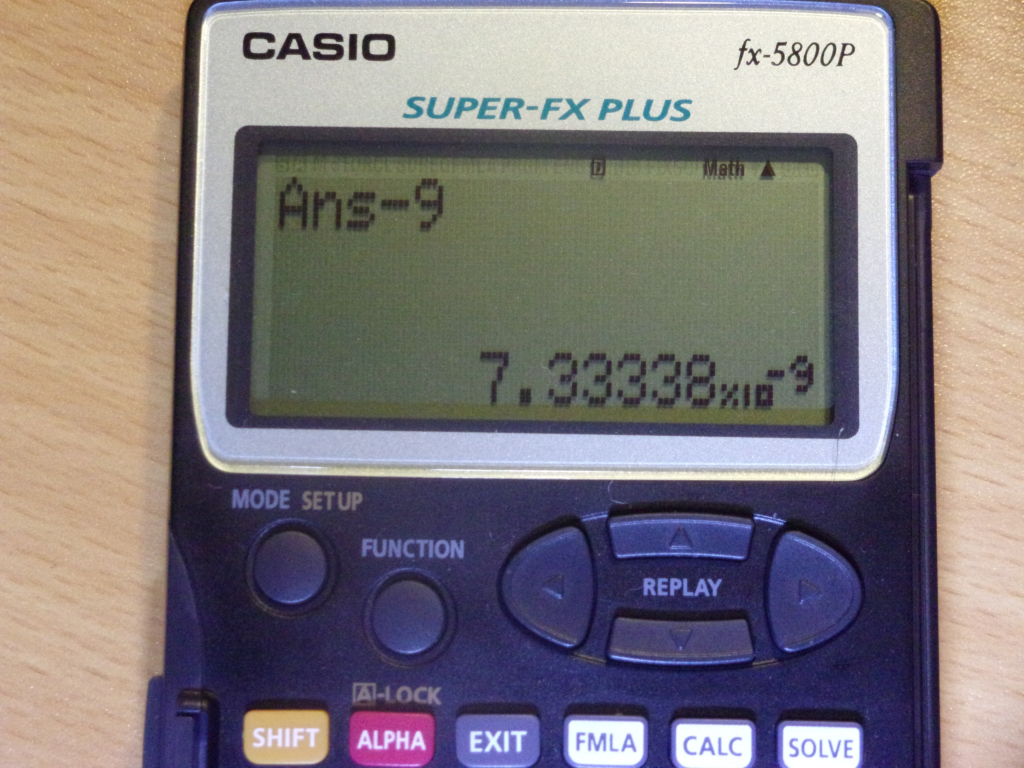 CASIO
fx-5800P
SUPER-FX PLUS
D Math ▲
Ans-9
7.33338×10⁻⁹
MODE SETUP
FUNCTION
REPLAY
A-LOCK
SHIFT ALPHA EXIT FMLA CALC SOLVE